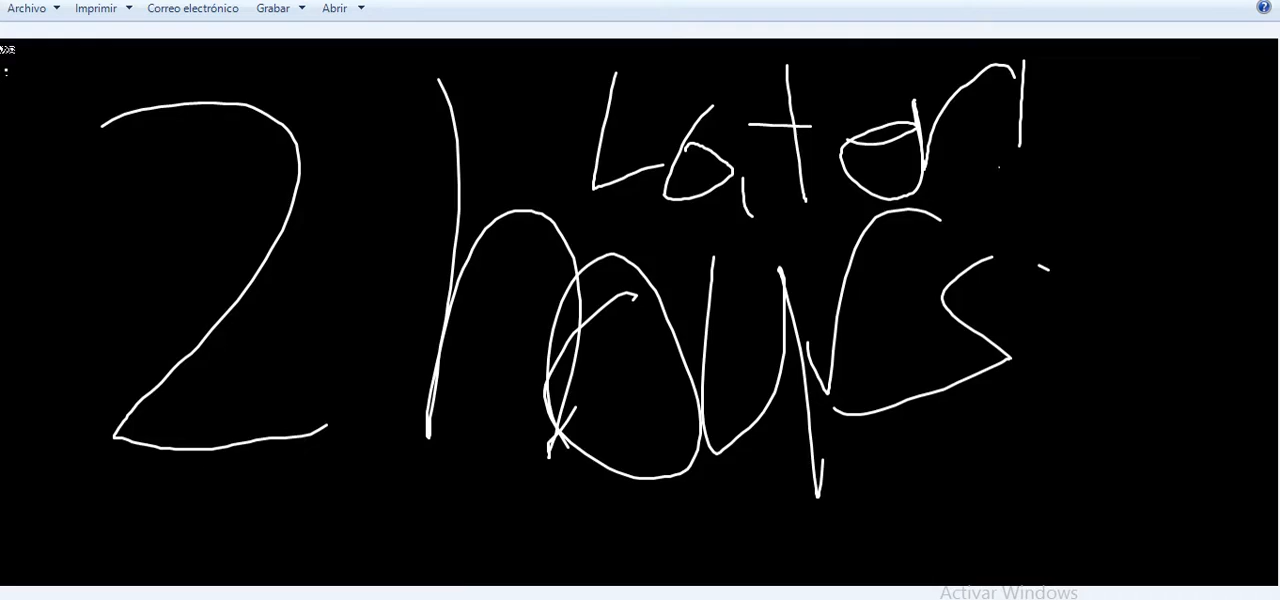 Archivo Imprimir Correo electrónico Grabar Abrir
Later
2 hours
Activar Windows